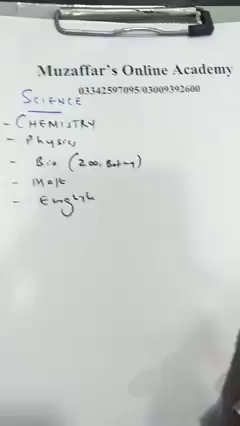 Muzaffar's Online Academy
03342597095/03009392600
SCIENCE
- CHEMISTRY
- Physics
- Bio (Zoo, Botany)
- Math
- English